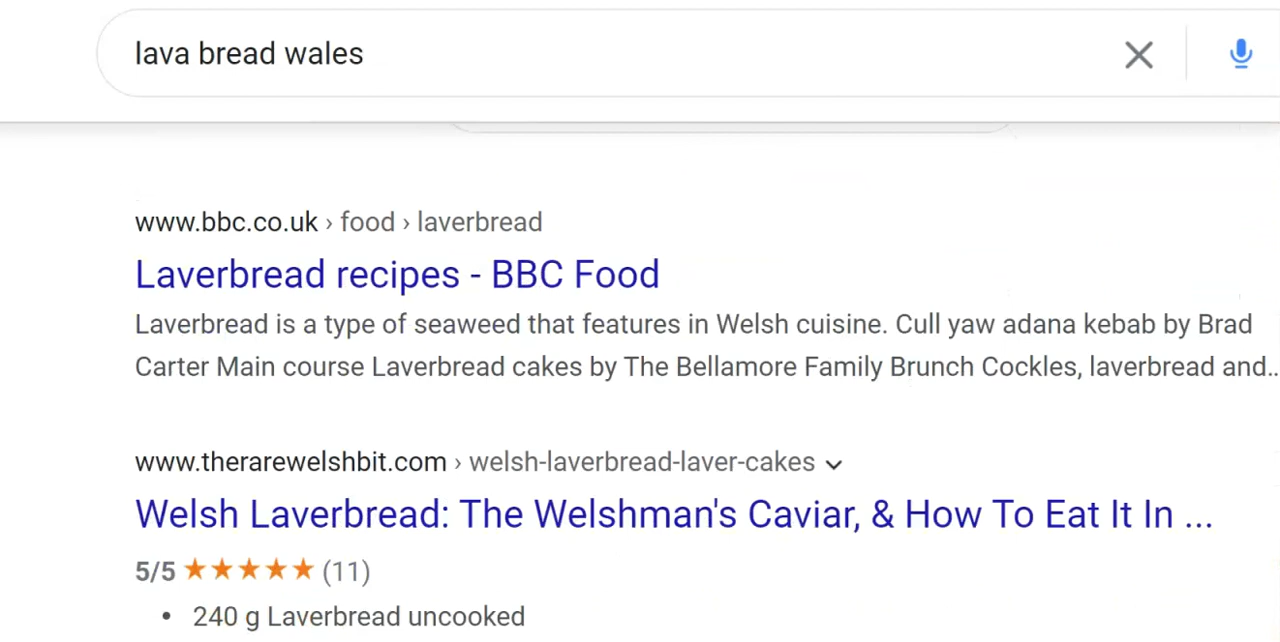 lava bread wales
www.bbc.co.uk › food › laverbread
Laverbread recipes - BBC Food
Laverbread is a type of seaweed that features in Welsh cuisine. Cull yaw adana kebab by Brad
Carter Main course Laverbread cakes by The Bellamore Family Brunch Cockles, laverbread and...
www.therarewelshbit.com › welsh-laverbread-laver-cakes
Welsh Laverbread: The Welshman's Caviar, & How To Eat It In ...
5/5 ★★★★★ (11)
• 240 g Laverbread uncooked